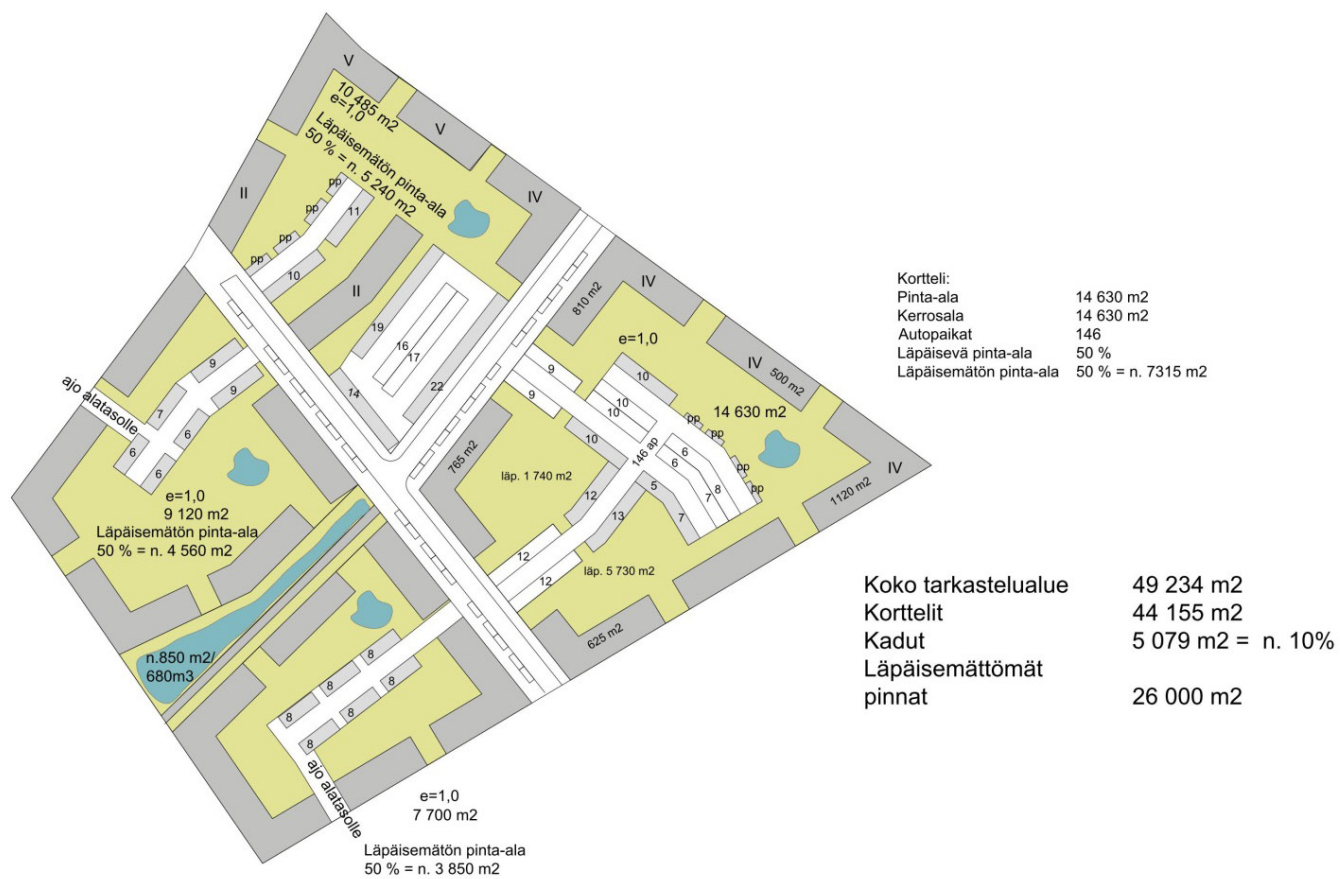 V
10 485 m2
e=1,0
Läpäisemätön pinta-ala
50 % = n. 5 240 m2
V
IV
II
pp
pp
pp
pp
11
10
II
19
16
17
22
14
810 m2
IV
e=1,0
IV
500 m2
14 630 m2
9
9
10
10
10
10
pp
pp
pp
pp
146 ap
6
6
7
8
5
7
765 m2
läp. 1 740 m2
12
13
12
12
läp. 5 730 m2
1120 m2
IV
625 m2
ajo alatasolle
9
9
7
6
6
6
e=1,0
9 120 m2
Läpäisemätön pinta-ala
50 % = n. 4 560 m2
n.850 m2/
680m3
8
8
8
8
8
8
ajo alatasolle
e=1,0
7 700 m2
Läpäisemätön pinta-ala
50 % = n. 3 850 m2
Kortteli:
Pinta-ala 14 630 m2
Kerrosala 14 630 m2
Autopaikat 146
Läpäisevä pinta-ala 50 %
Läpäisemätön pinta-ala 50 % = n. 7315 m2
Koko tarkastelualue 49 234 m2
Korttelit 44 155 m2
Kadut 5 079 m2 = n. 10%
Läpäisemättömät
pinnat 26 000 m2